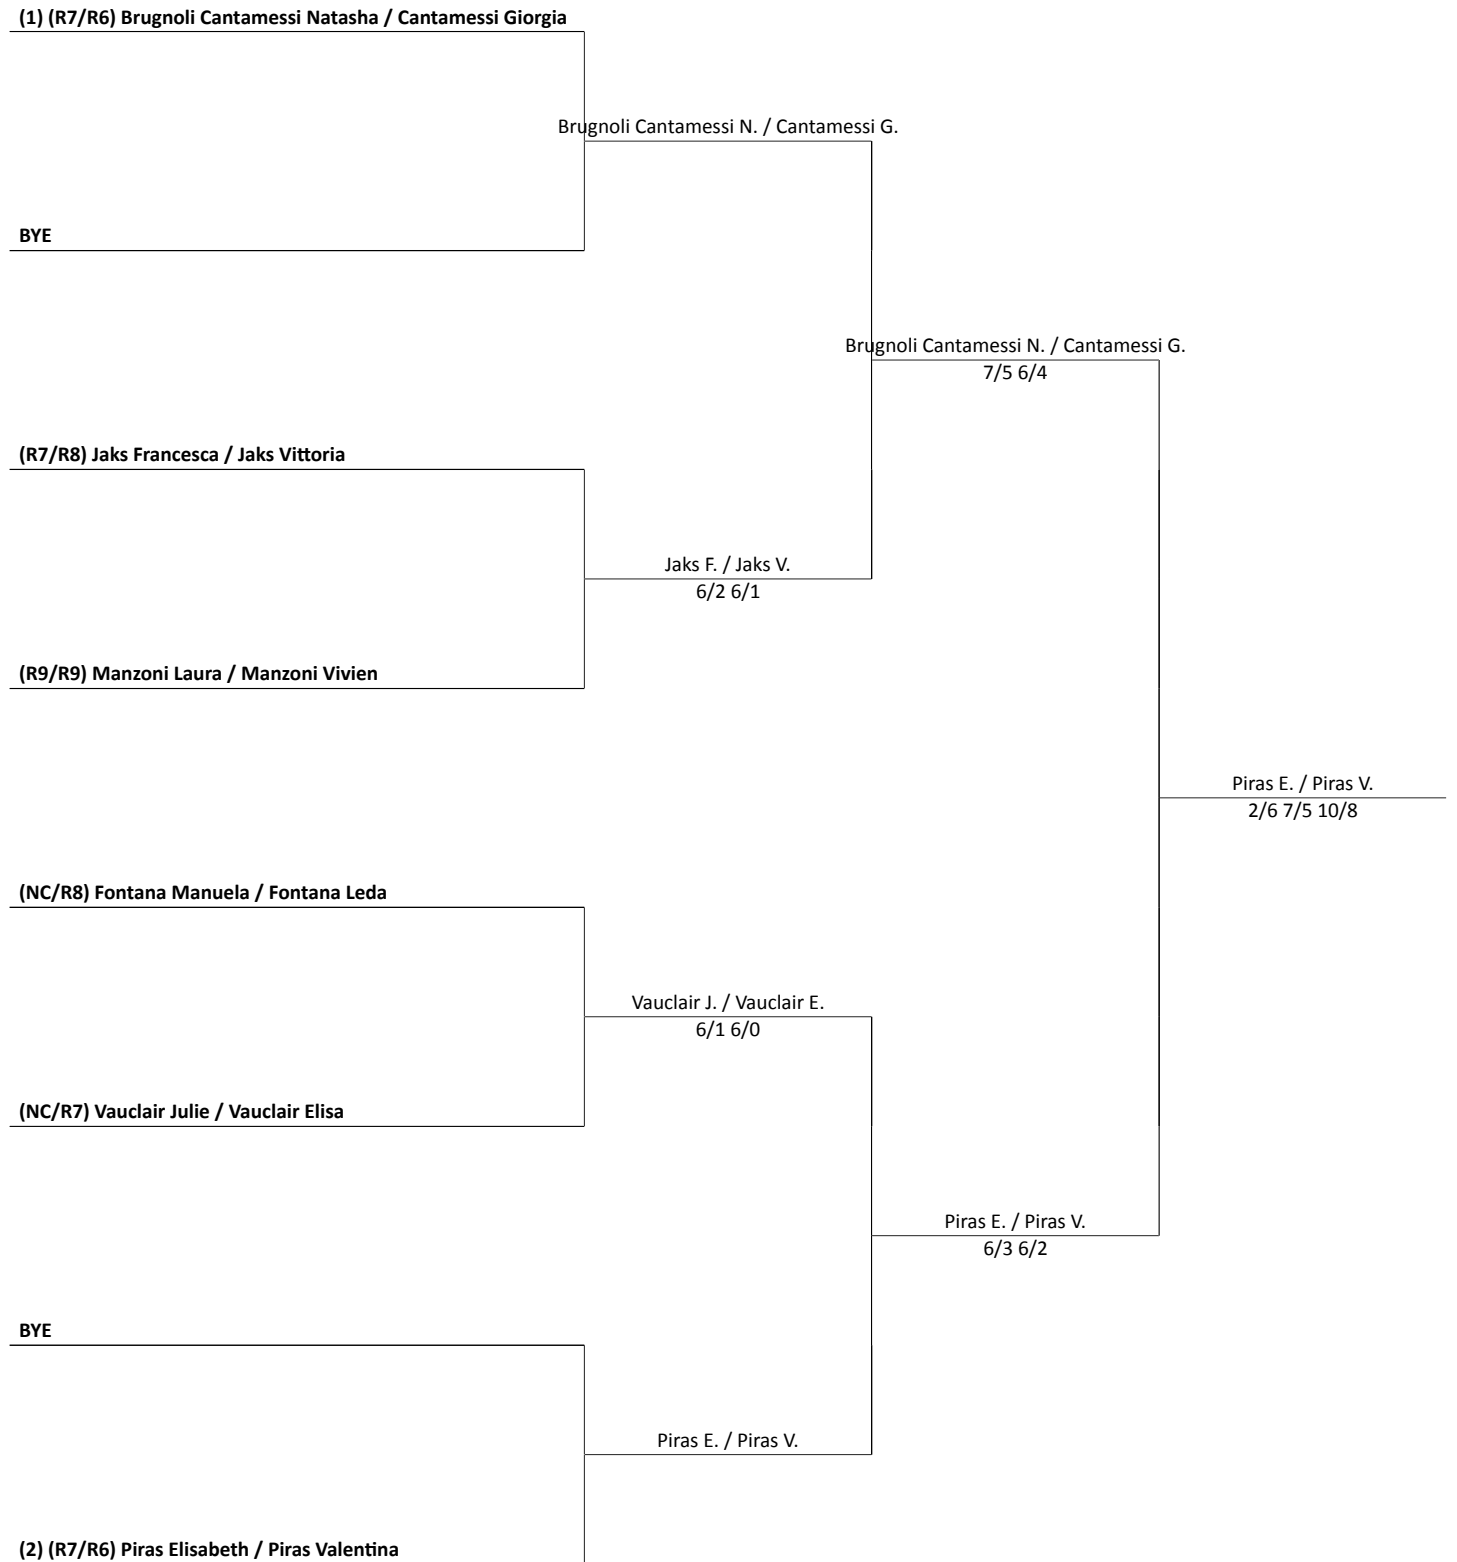 (1) (R7/R6) Brugnoli Cantamessi Natasha / Cantamessi Giorgia
Brugnoli Cantamessi N. / Cantamessi G.
BYE
Brugnoli Cantamessi N. / Cantamessi G.
7/5 6/4
(R7/R8) Jaks Francesca / Jaks Vittoria
Jaks F. / Jaks V.
6/2 6/1
(R9/R9) Manzoni Laura / Manzoni Vivien
Piras E. / Piras V.
2/6 7/5 10/8
(NC/R8) Fontana Manuela / Fontana Leda
Vauclair J. / Vauclair E.
6/1 6/0
(NC/R7) Vauclair Julie / Vauclair Elisa
Piras E. / Piras V.
6/3 6/2
BYE
Piras E. / Piras V.
(2) (R7/R6) Piras Elisabeth / Piras Valentina